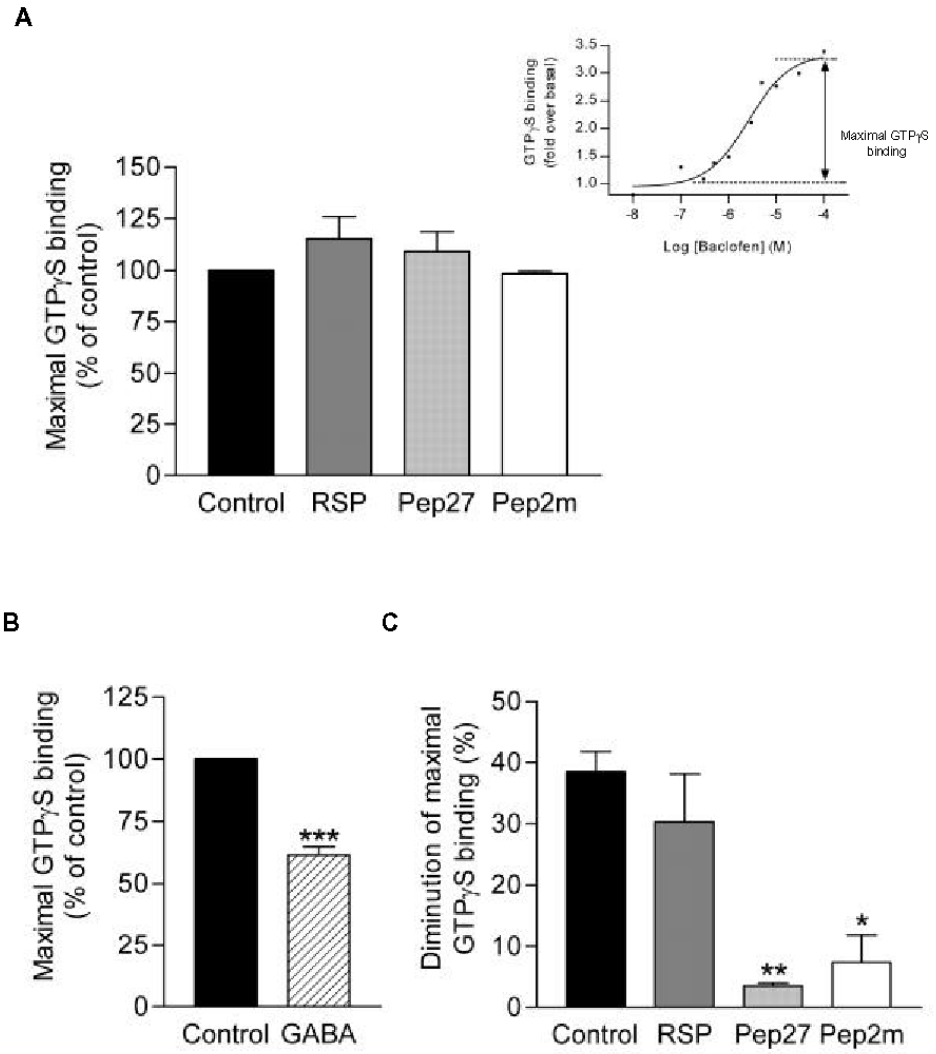 A
GTPγS binding
(fold over basal)
3.5
3.0
2.5
2.0
1.5
1.0
-8 -7 -6 -5 -4
Log [Baclofen] (M)
Maximal GTPγS
binding
Maximal GTPγS binding
(% of control)
150
125
100
75
50
25
0
Control RSP Pep27 Pep2m
B
Maximal GTPγS binding
(% of control)
125
100
75
50
25
0
***
Control GABA
C
Diminution of maximal
GTPγS binding (%)
50
40
30
20
10
0
**
*
Control RSP Pep27 Pep2m